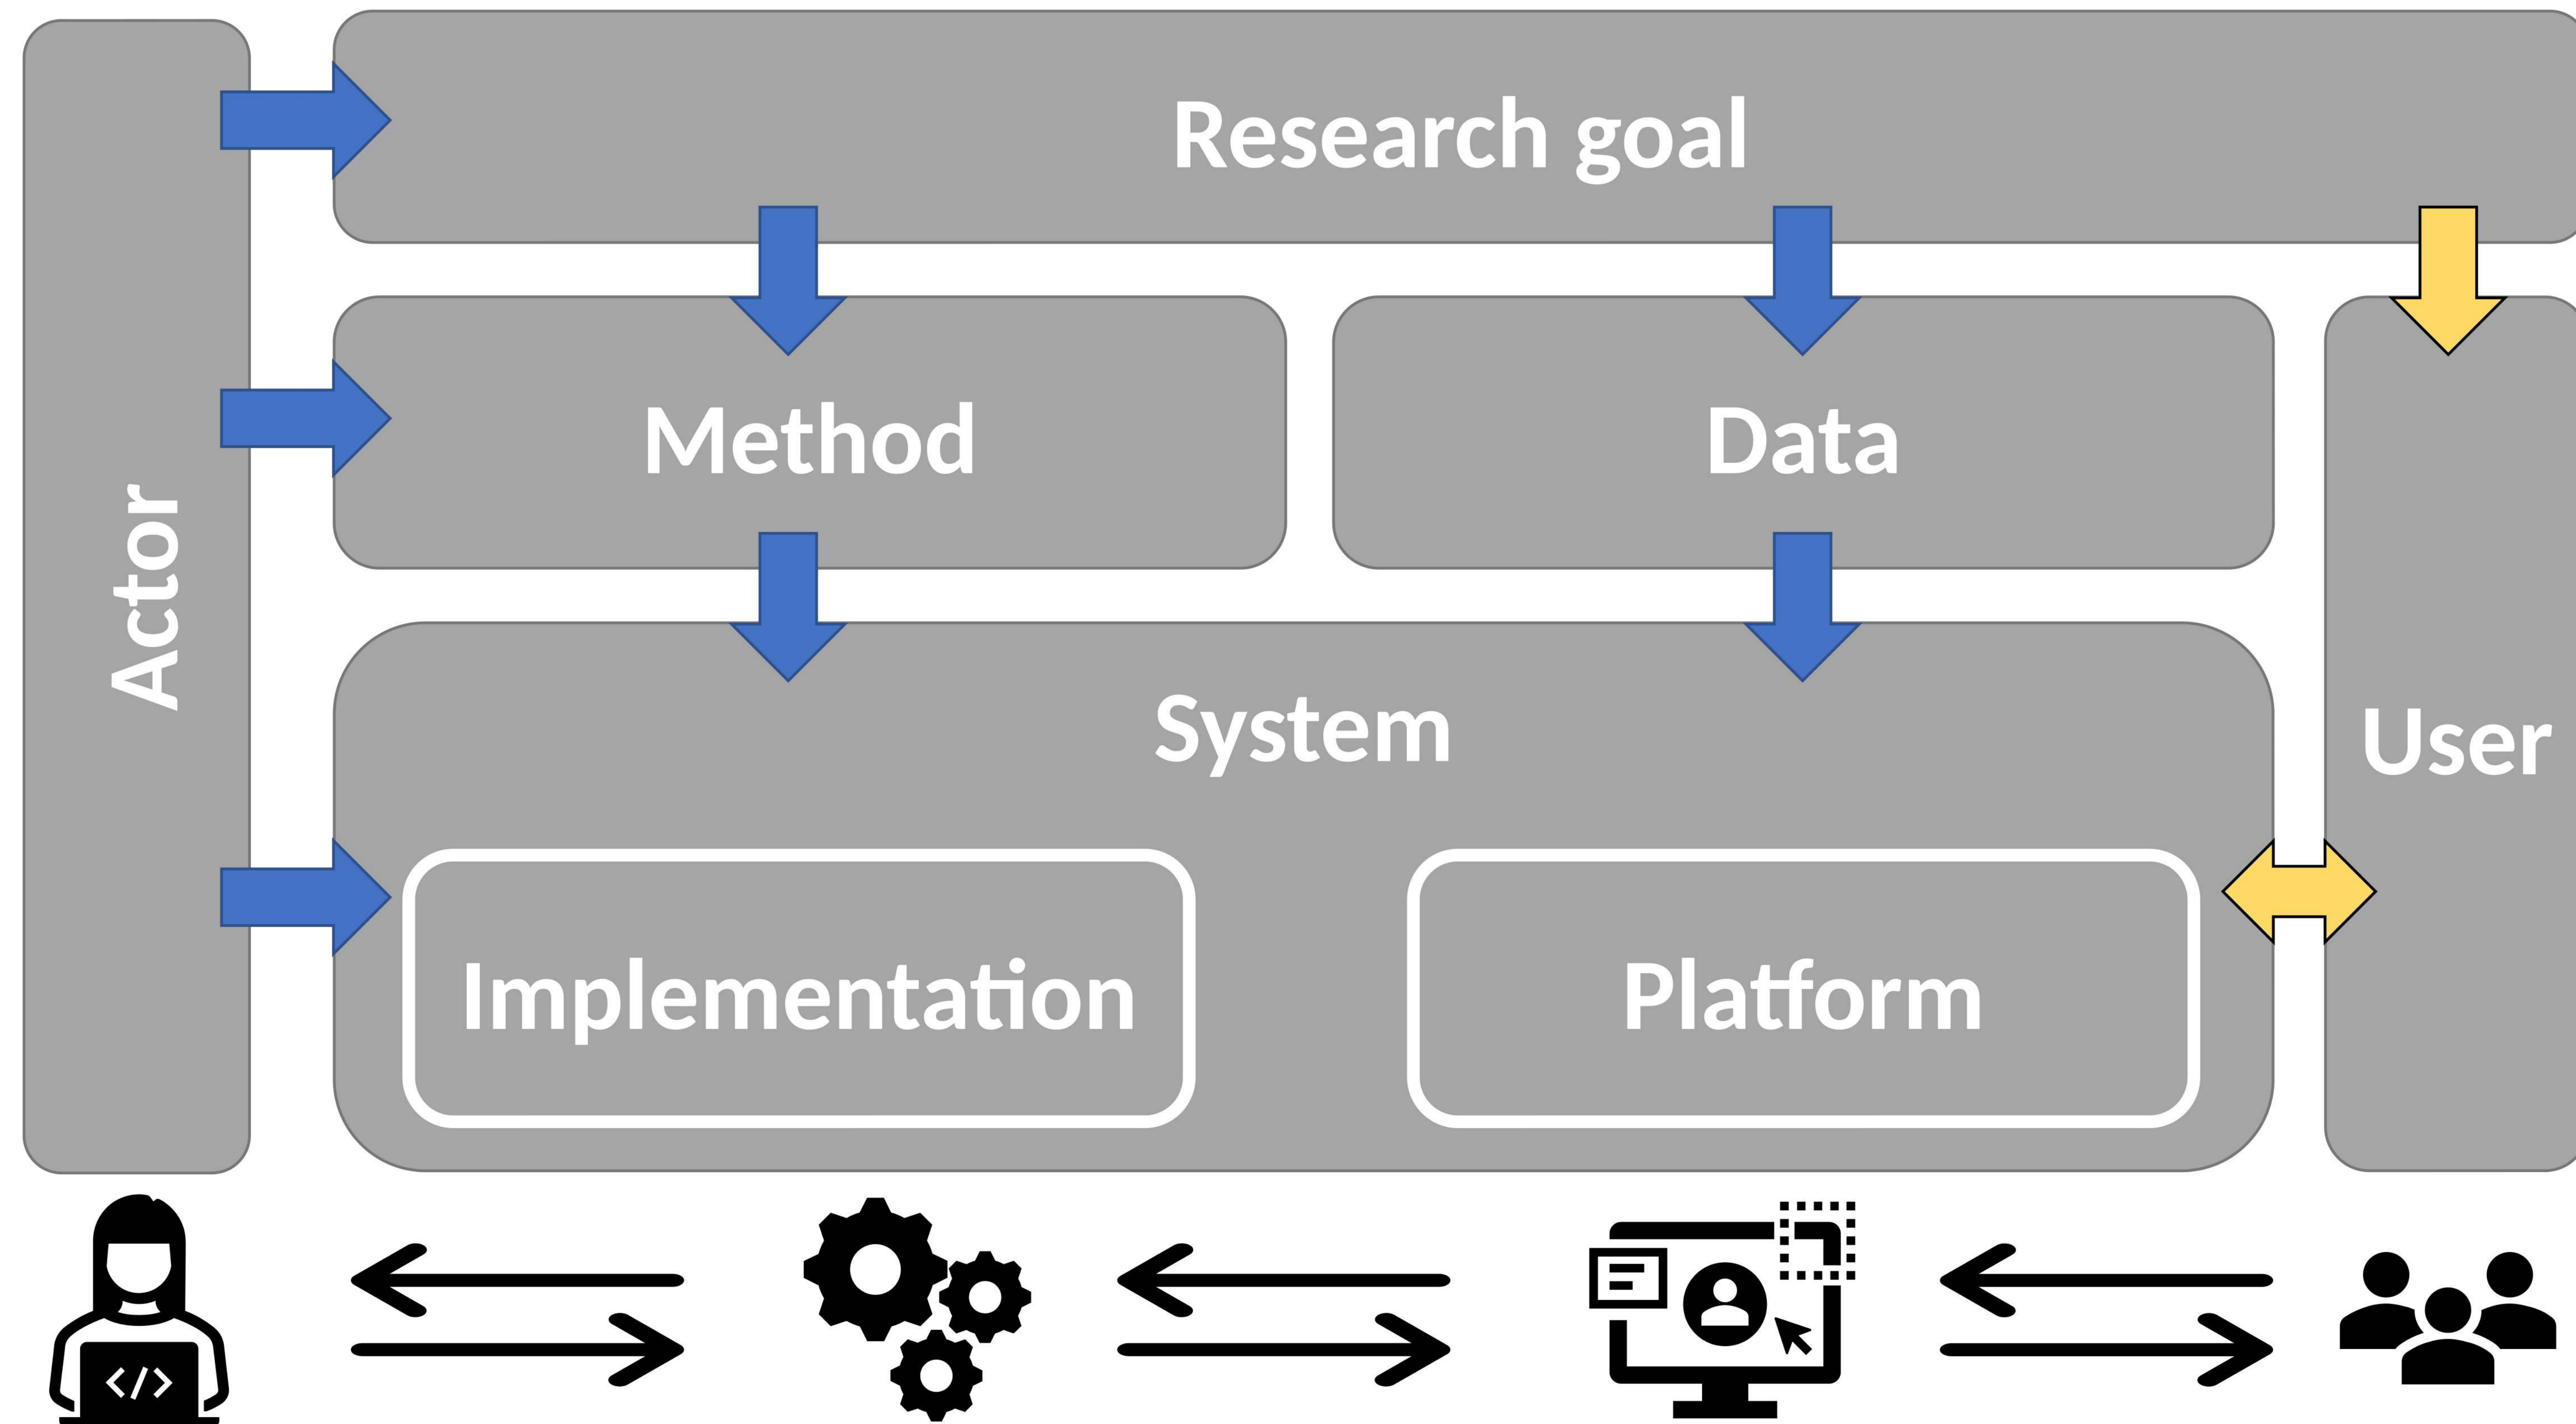 Research goal
Actor
Method
Data
System
User
Implementation
Platform
</>